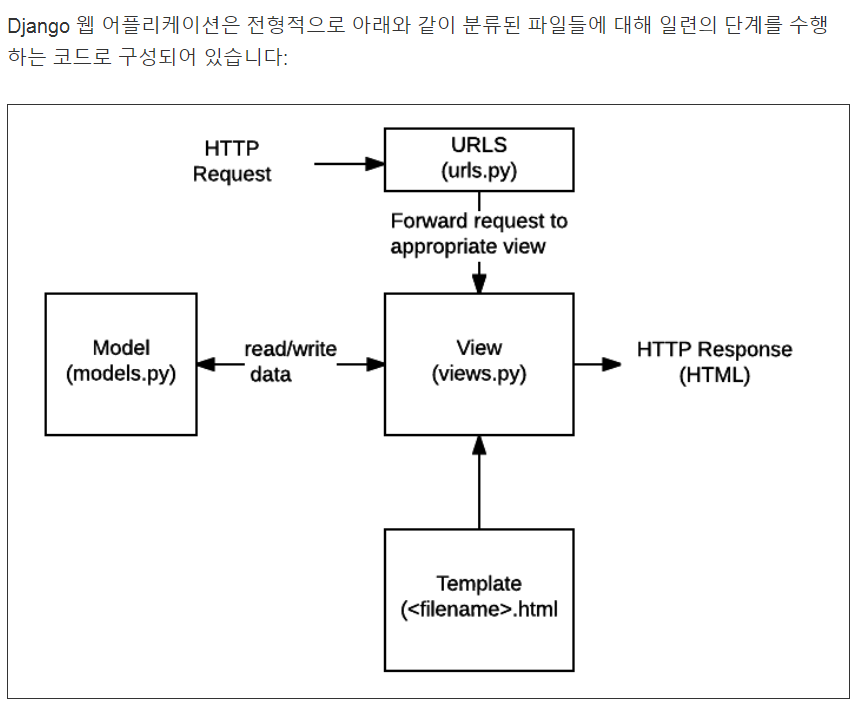 Django 웹 어플리케이션은 전형적으로 아래와 같이 분류된 파일들에 대해 일련의 단계를 수행
하는 코드로 구성되어 있습니다:
HTTP
Request
URLS
(urls.py)
Forward request to
appropriate view
Model
(models.py)
read/write
data
View
(views.py)
HTTP Response
(HTML)
Template
(<filename>.html